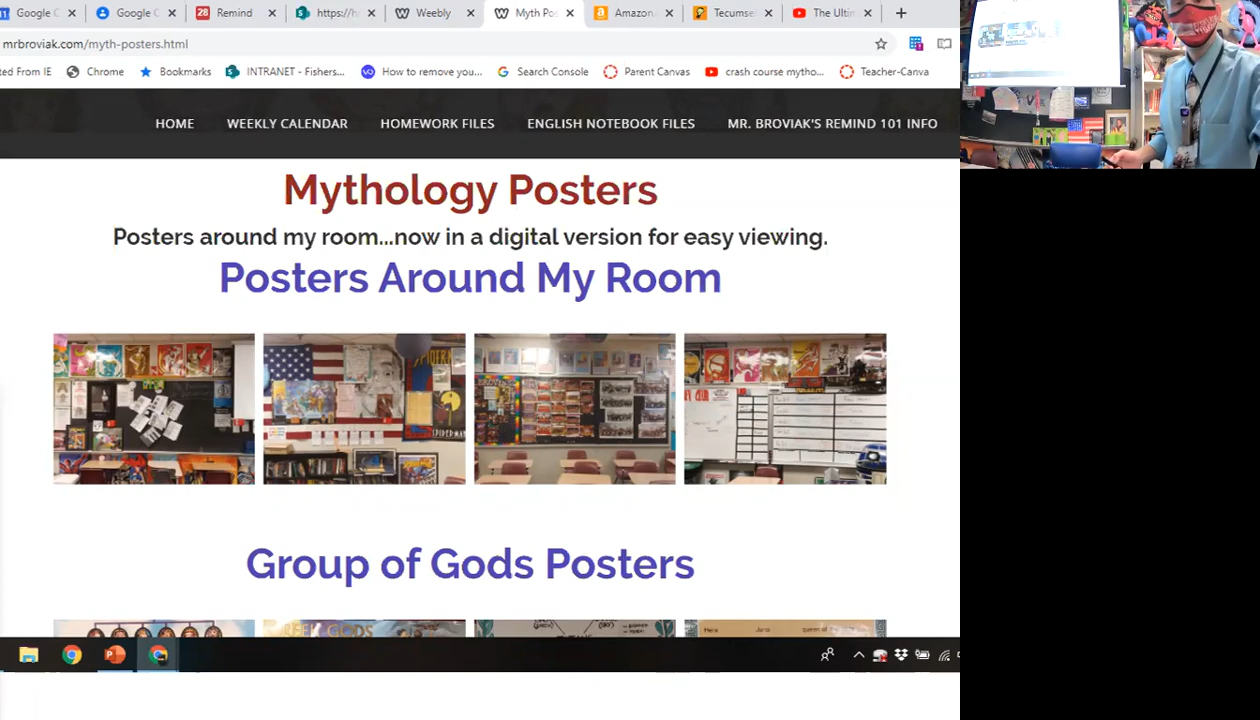 Google C
Google C
Remind
https://h
Weebly
Myth Pos
Amazon
Tecumse
The Ultim
mrbroviak.com/myth-posters.html
ted From IE
Chrome
Bookmarks
INTRANET - Fishers...
How to remove you...
Search Console
Parent Canvas
crash course mytho...
Teacher-Canva
HOME
WEEKLY CALENDAR
HOMEWORK FILES
ENGLISH NOTEBOOK FILES
MR. BROVIAK'S REMIND 101 INFO
Mythology Posters
Posters around my room...now in a digital version for easy viewing.
Posters Around My Room
Group of Gods Posters